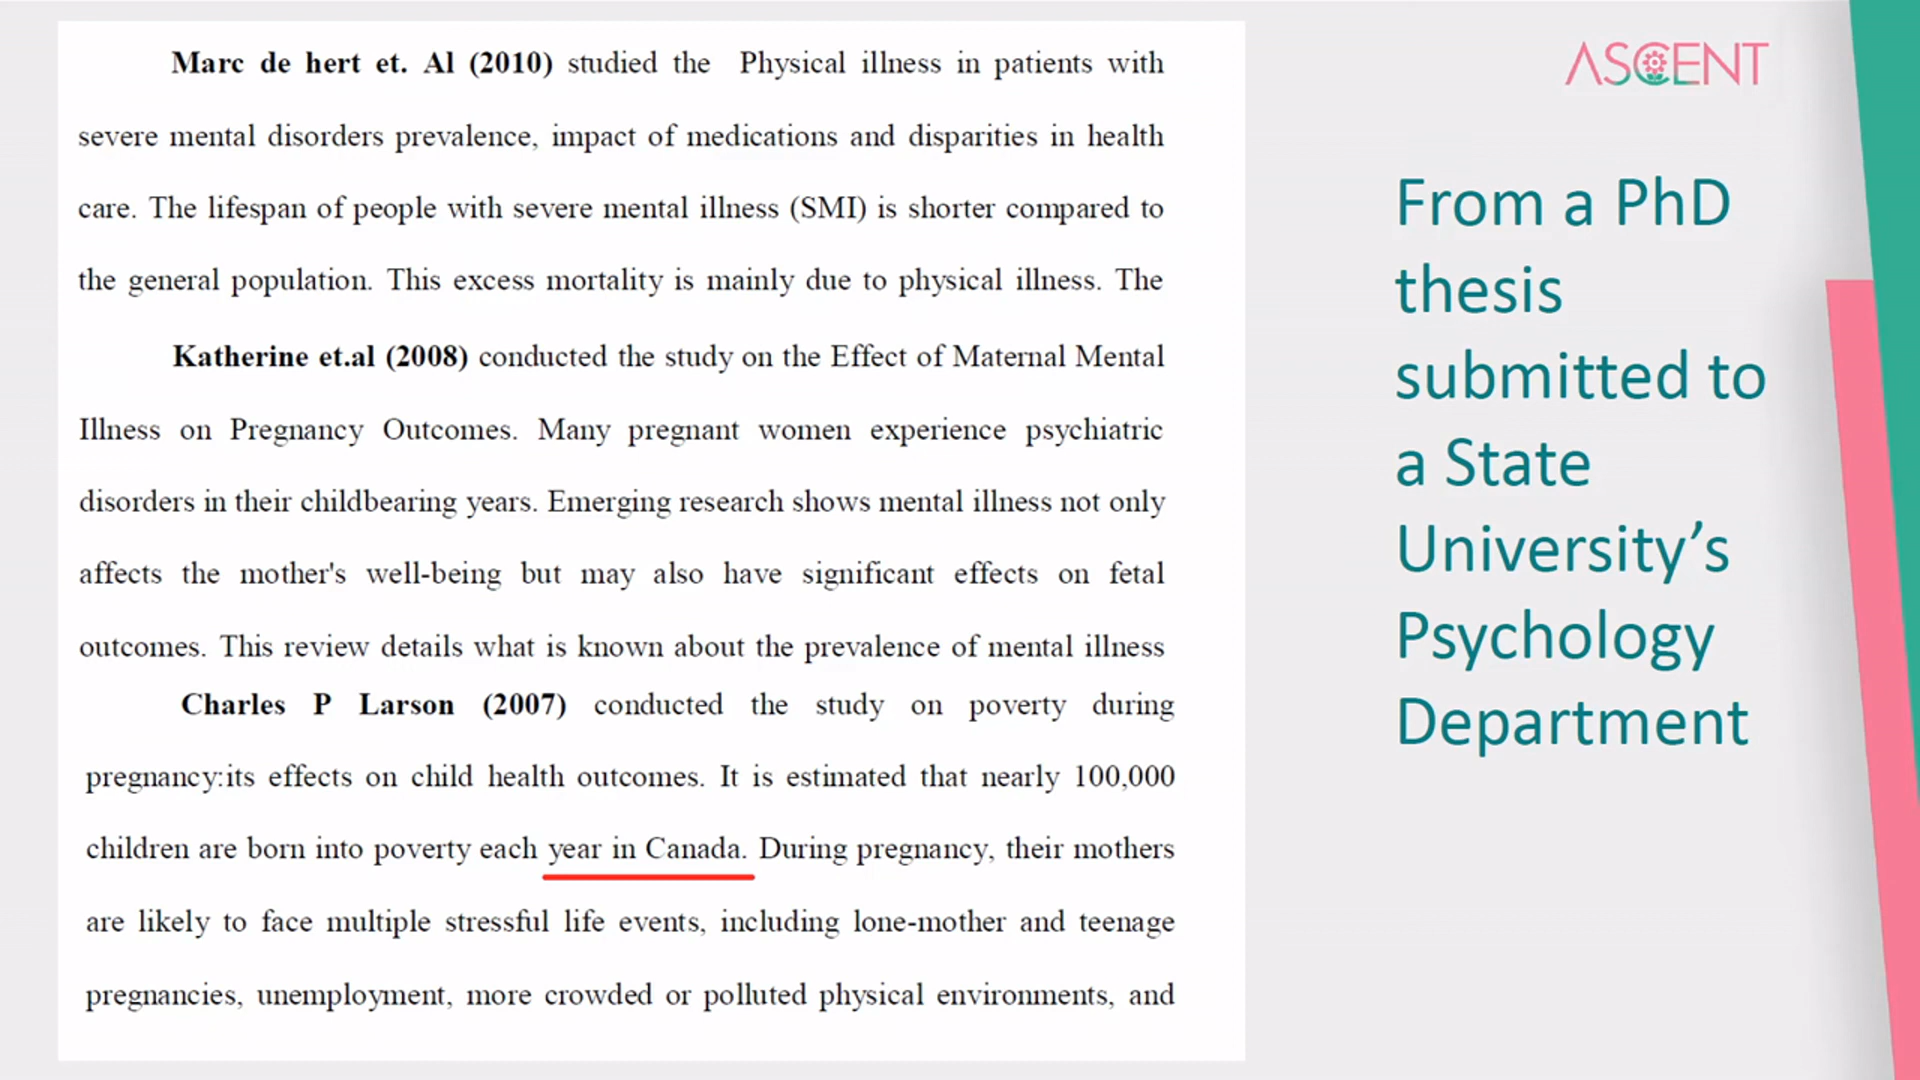 Marc de hert et. Al (2010) studied the Physical illness in patients with
severe mental disorders prevalence, impact of medications and disparities in health
care. The lifespan of people with severe mental illness (SMI) is shorter compared to
the general population. This excess mortality is mainly due to physical illness. The
Katherine et.al (2008) conducted the study on the Effect of Maternal Mental
Illness on Pregnancy Outcomes. Many pregnant women experience psychiatric
disorders in their childbearing years. Emerging research shows mental illness not only
affects the mother's well-being but may also have significant effects on fetal
outcomes. This review details what is known about the prevalence of mental illness
Charles P Larson (2007) conducted the study on poverty during
pregnancy:its effects on child health outcomes. It is estimated that nearly 100,000
children are born into poverty each year in Canada. During pregnancy, their mothers
are likely to face multiple stressful life events, including lone-mother and teenage
pregnancies, unemployment, more crowded or polluted physical environments, and
ASCENT
From a PhD
thesis
submitted to
a State
University’s
Psychology
Department